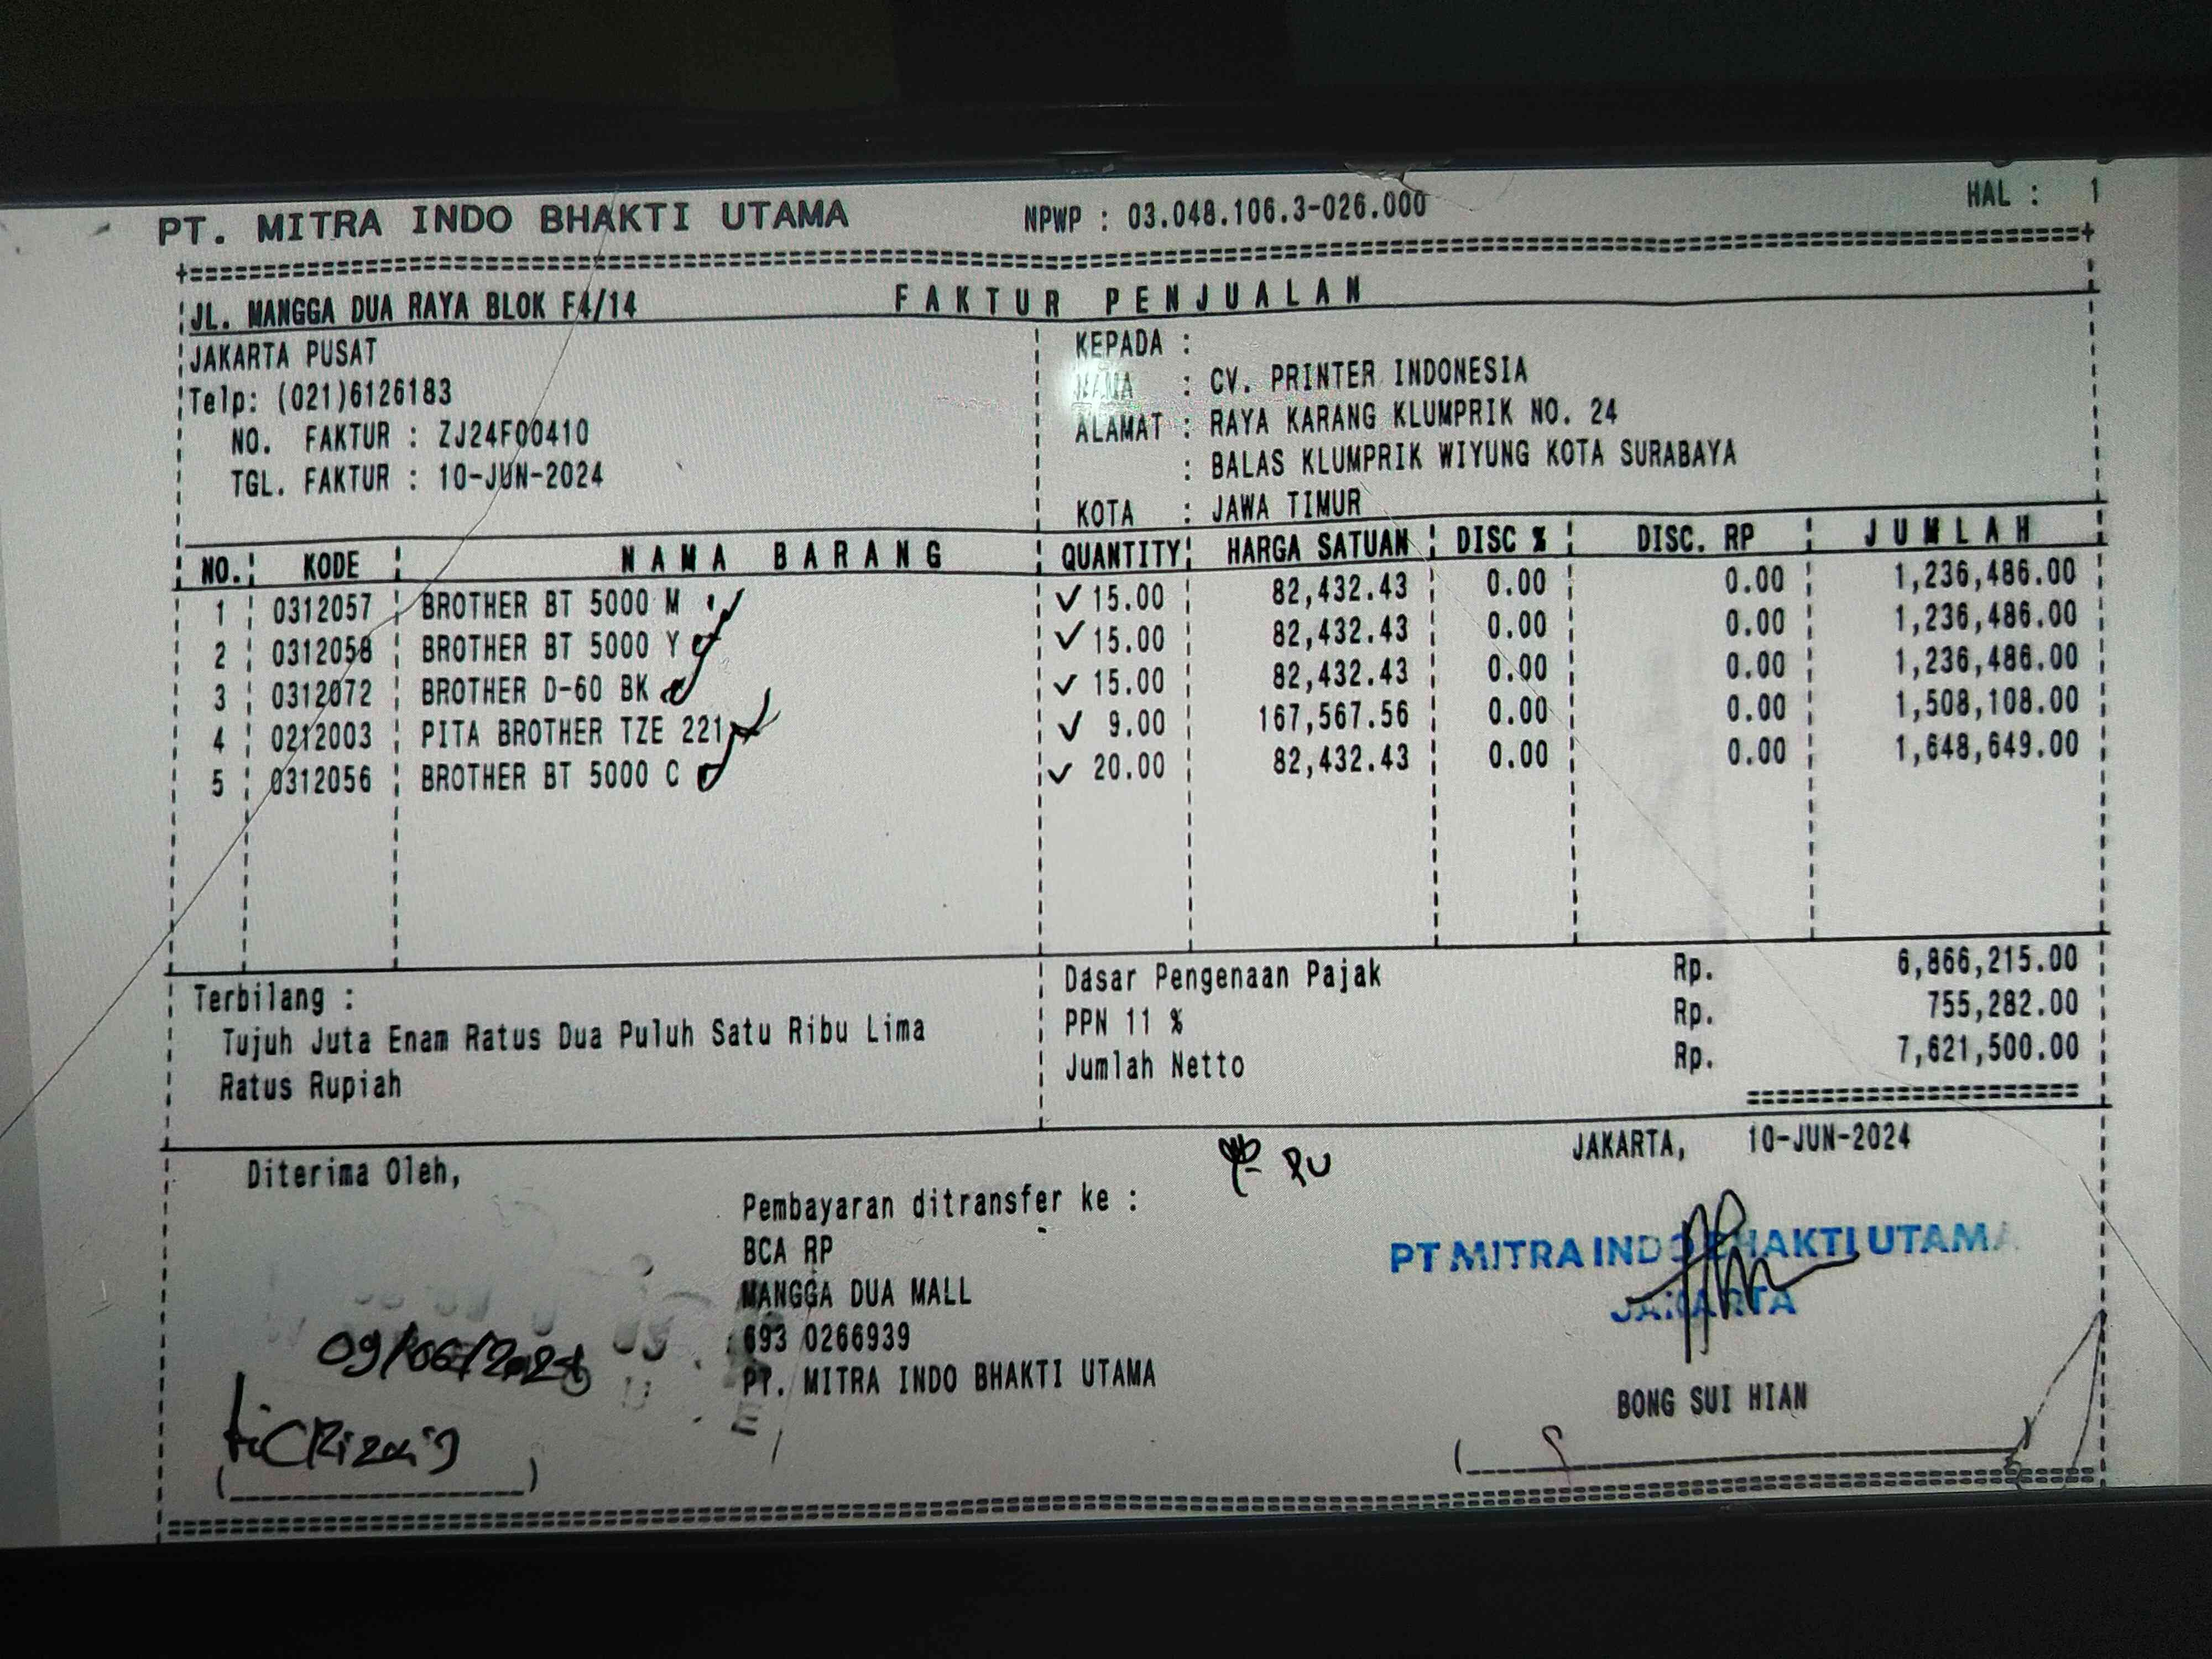 PT. MITRA INDO BHAKTI UTAMA NPWP : 03.048.106.3-026.000 HAL : 1
JL. MANGGA DUA RAYA BLOK F4/14 FAKTUR PENJUALAN
JAKARTA PUSAT
Telp: (021)6126183
NO. FAKTUR : ZJ24F00410
TGL. FAKTUR : 10-JUN-2024
KEPADA :
NAMA : CV. PRINTER INDONESIA
ALAMAT : RAYA KARANG KLUMPRIK NO. 24
: BALAS KLUMPRIK WIYUNG KOTA SURABAYA
KOTA : JAWA TIMUR
NO. KODE NAMA BARANG QUANTITY HARGA SATUAN DISC % DISC. RP JUMLAH
1 0312057 BROTHER BT 5000 M 15.00 82,432.43 0.00 0.00 1,236,486.00
2 0312058 BROTHER BT 5000 Y 15.00 82,432.43 0.00 0.00 1,236,486.00
3 0312072 BROTHER D-60 BK 15.00 82,432.43 0.00 0.00 1,236,486.00
4 0212003 PITA BROTHER TZE 221 9.00 167,567.56 0.00 0.00 1,508,108.00
5 0312056 BROTHER BT 5000 C 20.00 82,432.43 0.00 0.00 1,648,649.00
Terbilang :
Tujuh Juta Enam Ratus Dua Puluh Satu Ribu Lima
Ratus Rupiah
Dasar Pengenaan Pajak Rp. 6,866,215.00
PPN 11 % Rp. 755,282.00
Jumlah Netto Rp. 7,621,500.00
JAKARTA, 10-JUN-2024
Diterima Oleh,
09/06/2024
Pembayaran ditransfer ke :
BCA RP
MANGGA DUA MALL
693 0266939
PT. MITRA INDO BHAKTI UTAMA
PT MITRA INDO BHAKTI UTAMA
JAKARTA
BONG SUI HIAN